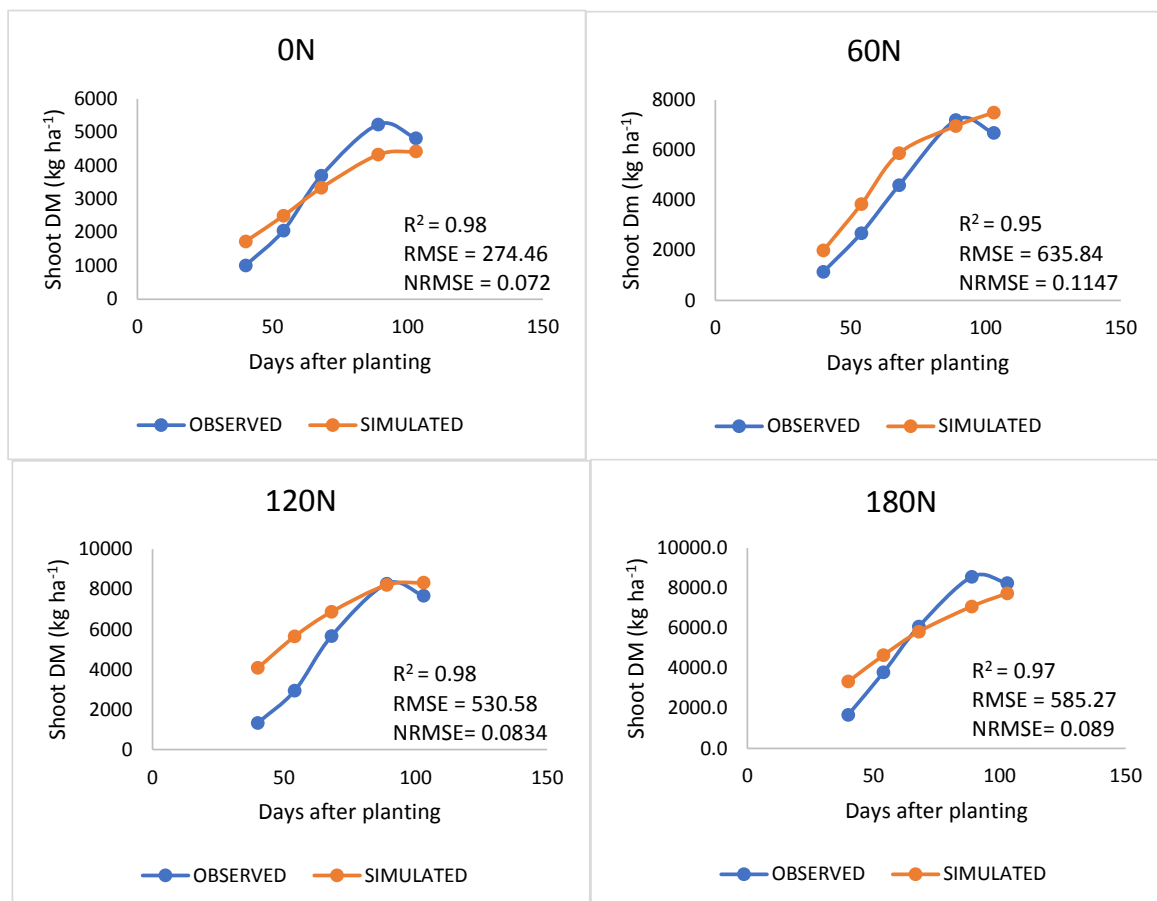 0N
Shoot DM (kg ha⁻¹)
6000
5000
4000
3000
2000
1000
0
R² = 0.98
RMSE = 274.46
NRMSE = 0.072
0 50 100 150
Days after planting
OBSERVED SIMULATED
60N
Shoot Dm (kg ha⁻¹)
8000
6000
4000
2000
0
R² = 0.95
RMSE = 635.84
NRMSE = 0.1147
0 50 100 150
Days after planting
OBSERVED SIMULATED
120N
Shoot DM (kg ha⁻¹)
10000
8000
6000
4000
2000
0
R² = 0.98
RMSE = 530.58
NRMSE= 0.0834
0 50 100 150
Days after planting
OBSERVED SIMULATED
180N
Shoot DM (kg ha⁻¹)
10000.0
8000.0
6000.0
4000.0
2000.0
0.0
R² = 0.97
RMSE = 585.27
NRMSE = 0.089
0 50 100 150
Days after planting
OBSERVED SIMULATED